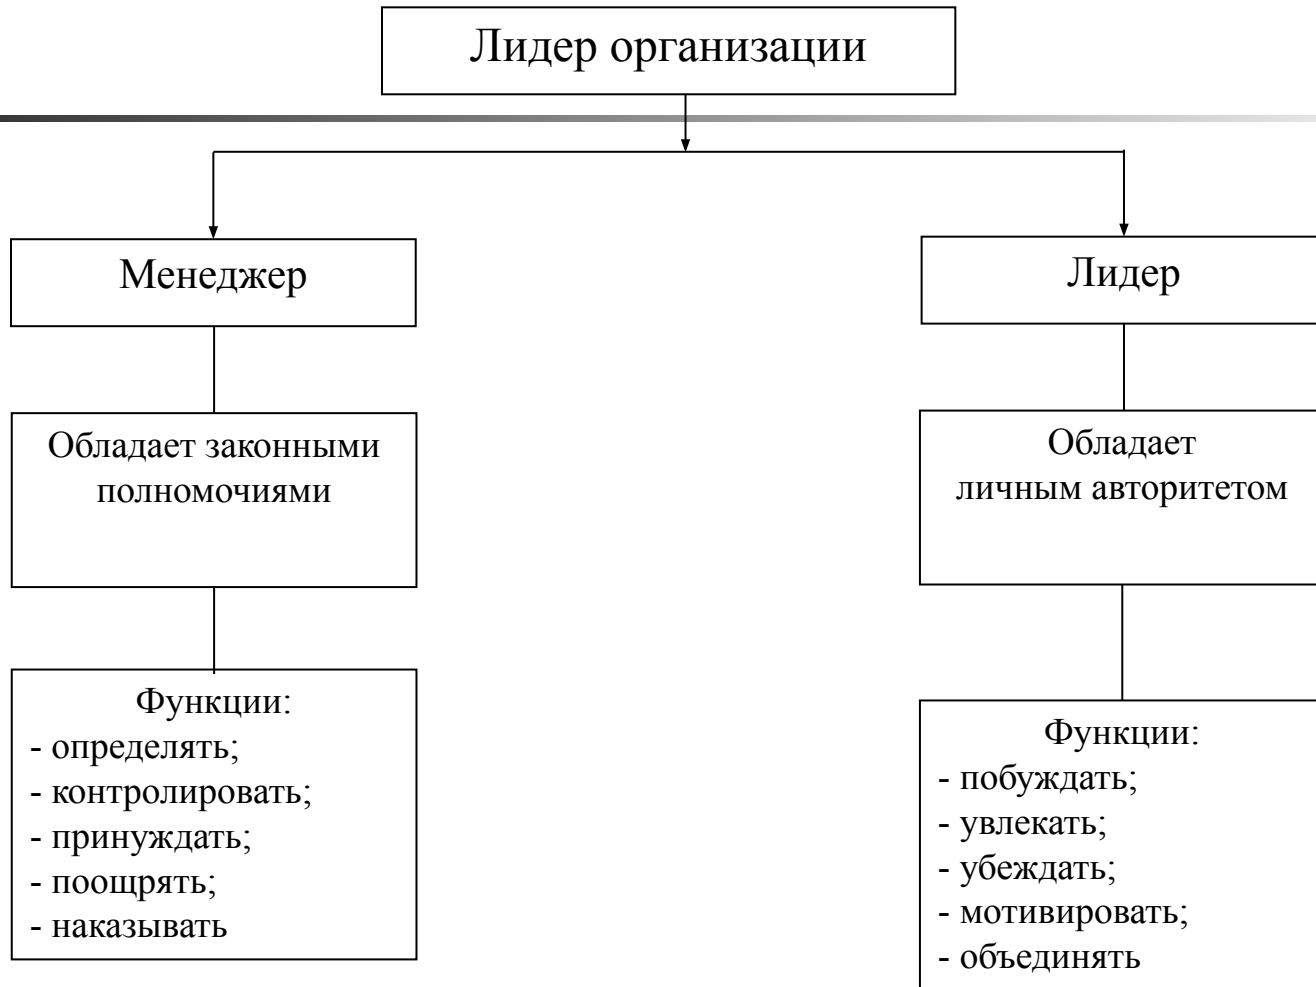 Лидер организации
Менеджер
Лидер
Обладает законными
полномочиями
Обладает
личным авторитетом
Функции:
- определять;
- контролировать;
- принуждать;
- поощрять;
- наказывать
Функции:
- побуждать;
- увлекать;
- убеждать;
- мотивировать;
- объединять